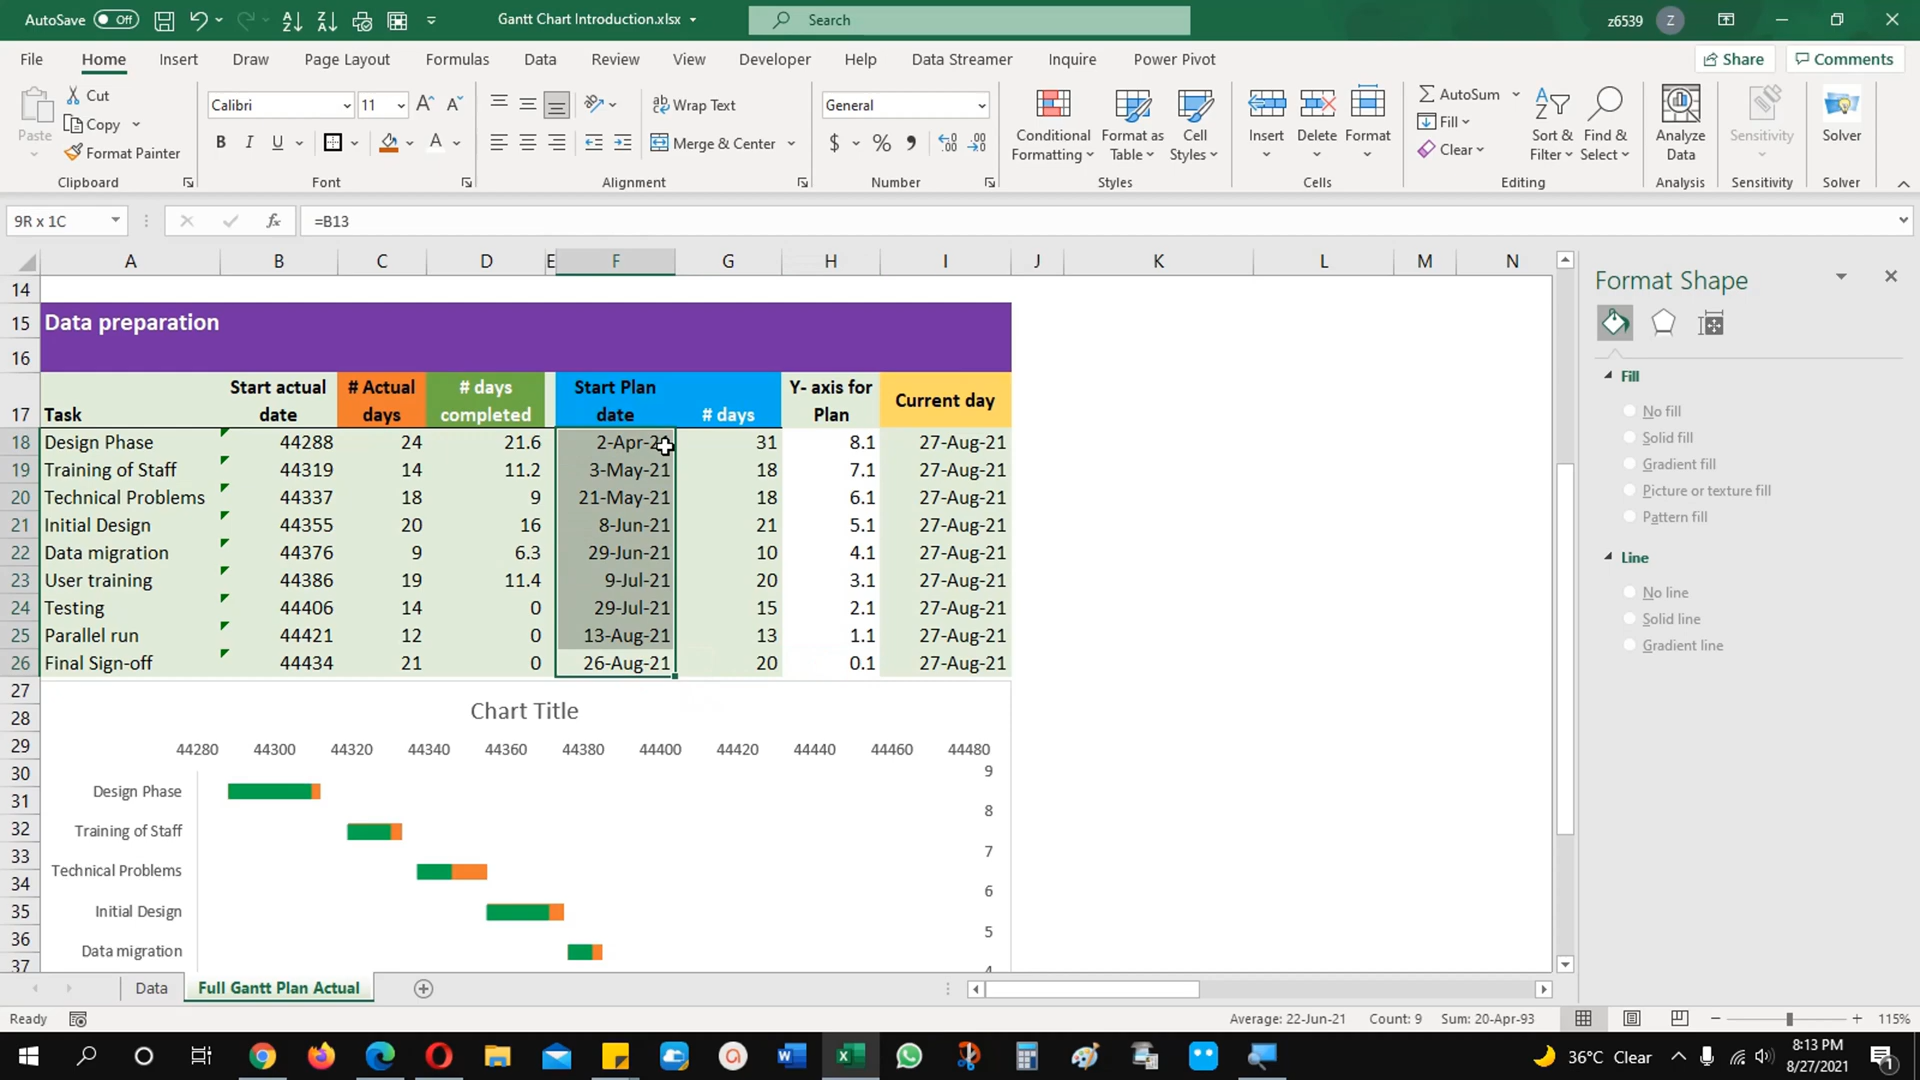 AutoSave Off Gantt Chart Introduction.xlsx Search z6539 Z
File Home Insert Draw Page Layout Formulas Data Review View Developer Help Data Streamer Inquire Power Pivot Share Comments
Paste Cut Copy Format Painter
Calibri 11 B I U A
Wrap Text Merge & Center
General $ % ,
Conditional Formatting Format as Table Cell Styles
Insert Delete Format
AutoSum Fill Clear Sort & Filter Find & Select
Analyze Data Sensitivity Solver
Clipboard Font Alignment Number Styles Cells Editing Analysis Sensitivity Solver
9R x 1C fx =B13
A B C D E F G H I J K L M N
14
15 Data preparation
16
17 Task Start actual date # Actual days # days completed Start Plan date # days Y- axis for Plan Current day
18 Design Phase 44288 24 21.6 2-Apr-21 31 8.1 27-Aug-21
19 Training of Staff 44319 14 11.2 3-May-21 18 7.1 27-Aug-21
20 Technical Problems 44337 18 9 21-May-21 18 6.1 27-Aug-21
21 Initial Design 44355 20 16 8-Jun-21 21 5.1 27-Aug-21
22 Data migration 44376 9 6.3 29-Jun-21 10 4.1 27-Aug-21
23 User training 44386 19 11.4 9-Jul-21 20 3.1 27-Aug-21
24 Testing 44406 14 0 29-Jul-21 15 2.1 27-Aug-21
25 Parallel run 44421 12 0 13-Aug-21 13 1.1 27-Aug-21
26 Final Sign-off 44434 21 0 26-Aug-21 20 0.1 27-Aug-21
27
28 Chart Title
29 44280 44300 44320 44340 44360 44380 44400 44420 44440 44460 44480
30 9
31 Design Phase 8
32 Training of Staff
33 7
34 Technical Problems 6
35 Initial Design
36 5
37 Data migration 4
Format Shape
Fill
No fill
Solid fill
Gradient fill
Picture or texture fill
Pattern fill
Line
No line
Solid line
Gradient line
Data Full Gantt Plan Actual
Ready Average: 22-Jun-21 Count: 9 Sum: 20-Apr-93 115%
36°C Clear 8:13 PM
8/27/2021 1